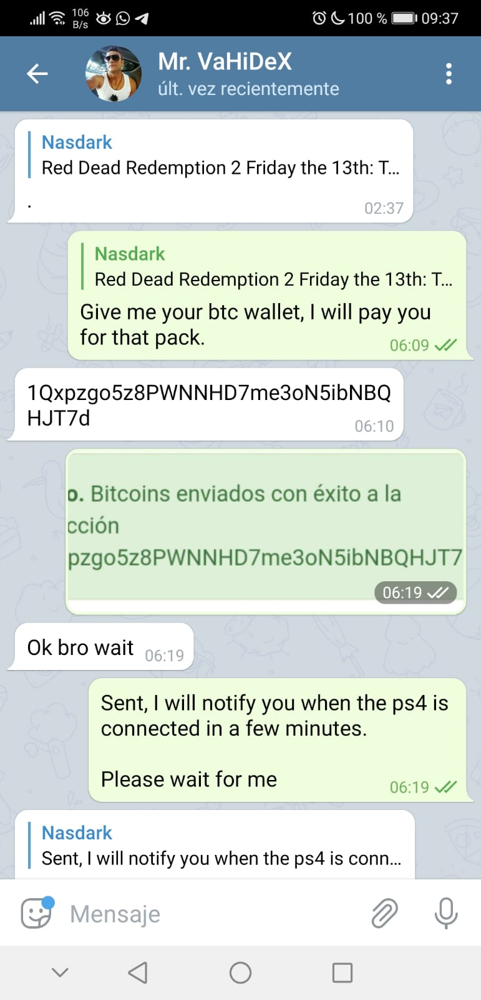 106
B/s
100 %
09:37
Mr. VaHiDeX
últ. vez recientemente
Nasdark
Red Dead Redemption 2 Friday the 13th: T...
.
02:37
Nasdark
Red Dead Redemption 2 Friday the 13th: T...
Give me your btc wallet, I will pay you
for that pack.
06:09
1Qxpzgo5z8PWNNHD7me3oN5ibNBQ
HJT7d
06:10
o. Bitcoins enviados con éxito a la
cción
pzgo5z8PWNNHD7me3oN5ibNBQHJT7
06:19
Ok bro wait
06:19
Sent, I will notify you when the ps4 is
connected in a few minutes.
Please wait for me
06:19
Nasdark
Sent, I will notify you when the ps4 is conn...
Mensaje